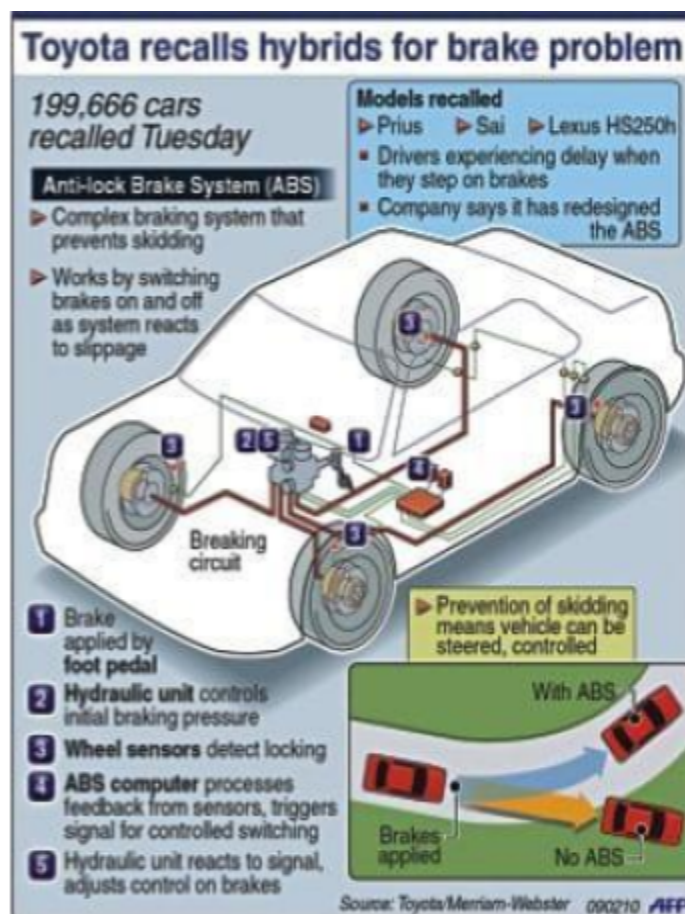 Toyota recalls hybrids for brake problem
199,666 cars
recalled Tuesday
Models recalled
Prius Sai Lexus HS250h
Drivers experiencing delay when
they step on brakes
Company says it has redesigned
the ABS
Anti-lock Brake System (ABS)
Complex braking system that
prevents skidding
Works by switching
brakes on and off
as system reacts
to slippage
3
3
3
2 5
1
4
3
Breaking
circuit
1 Brake
applied by
foot pedal
2 Hydraulic unit controls
initial braking pressure
3 Wheel sensors detect locking
4 ABS computer processes
feedback from sensors, triggers
signal for controlled switching
5 Hydraulic unit reacts to signal,
adjusts control on brakes
Prevention of skidding
means vehicle can be
steered, controlled
With ABS
Brakes
applied
No ABS
Source: Toyota/Merriam-Webster 090210 AFP